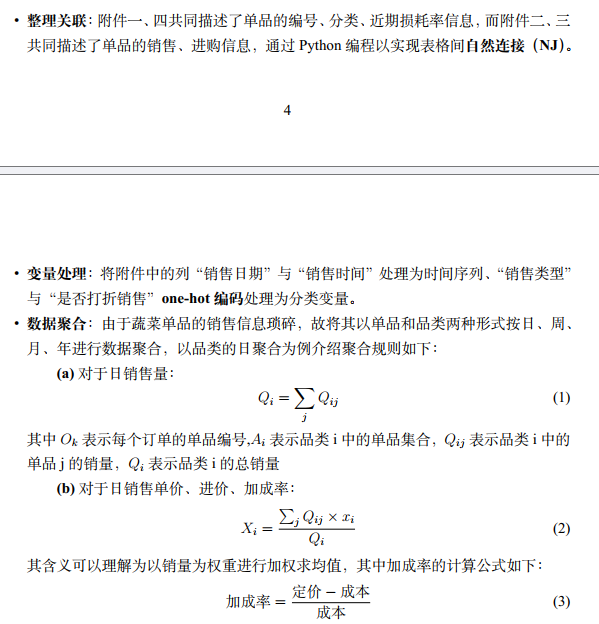 • 整理关联：附件一、四共同描述了单品的编号、分类、近期损耗率信息，而附件二、三
共同描述了单品的销售、进购信息，通过 Python 编程以实现表格间自然连接（NJ）。
4
• 变量处理：将附件中的列“销售日期”与“销售时间”处理为时间序列、“销售类型”
与“是否打折销售”one-hot 编码处理为分类变量。
• 数据聚合：由于蔬菜单品的销售信息琐碎，故将其以单品和品类两种形式按日、周、
月、年进行数据聚合，以品类的日聚合为例介绍聚合规则如下：
(a) 对于日销售量：
Q_i = ∑_j Q_{ij} (1)
其中 O_k 表示每个订单的单品编号,A_i 表示品类 i 中的单品集合，Q_{ij} 表示品类 i 中的
单品 j 的销量，Q_i 表示品类 i 的总销量
(b) 对于日销售单价、进价、加成率：
X_i = \frac{∑_j Q_{ij} × x_i}{Q_i} (2)
其含义可以理解为以销量为权重进行加权求均值，其中加成率的计算公式如下：
加成率 = \frac{定价 − 成本}{成本} (3)